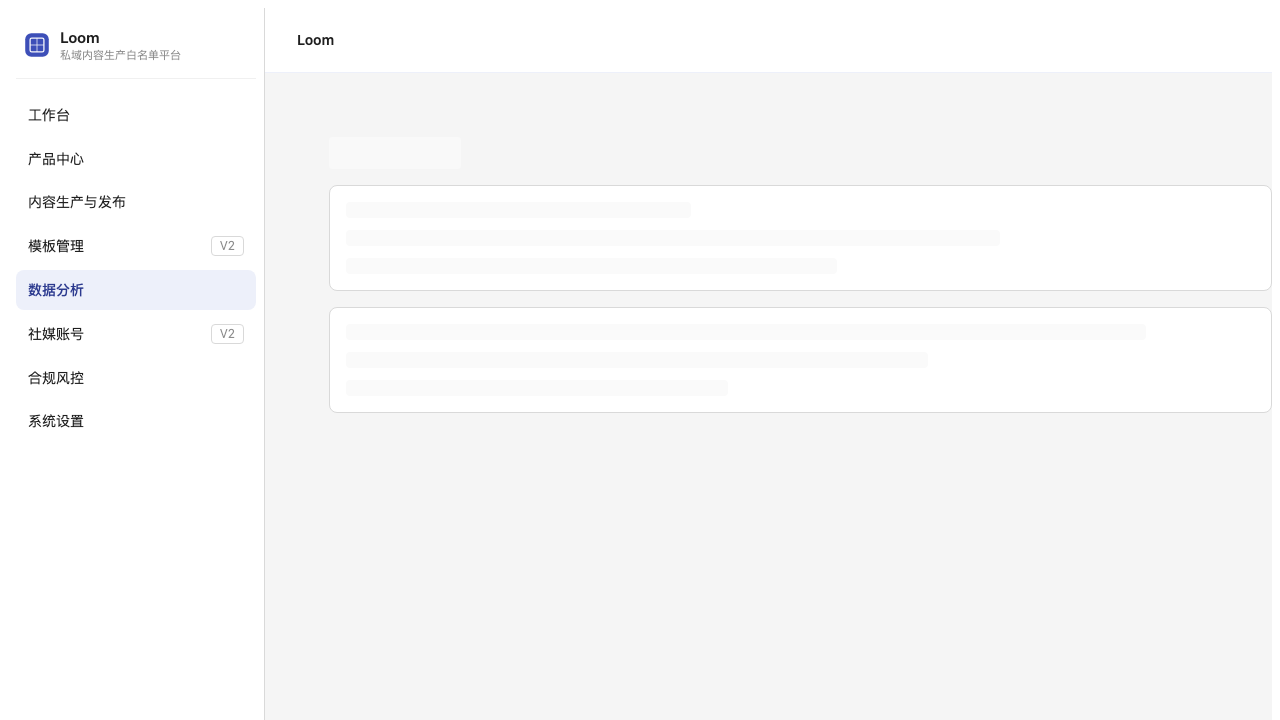 Loom
私域内容生产白名单平台
工作台
产品中心
内容生产与发布
模板管理 V2
数据分析
社媒账号 V2
合规风控
系统设置
Loom